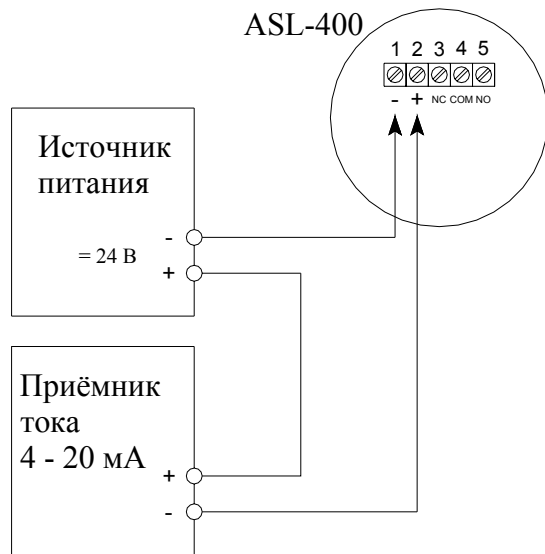 ASL-400
1 2 3 4 5
- + NC COM NO
Источник
питания
-
= 24 В
+
Приёмник
тока
4 - 20 мА
+
-